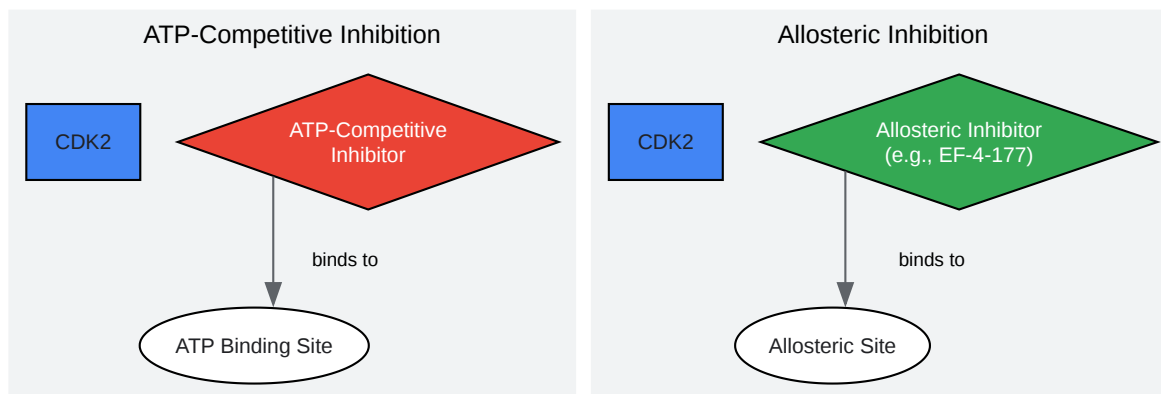 ATP-Competitive Inhibition
CDK2
ATP-Competitive
Inhibitor
binds to
ATP Binding Site
Allosteric Inhibition
CDK2
Allosteric Inhibitor
(e.g., EF-4-177)
binds to
Allosteric Site